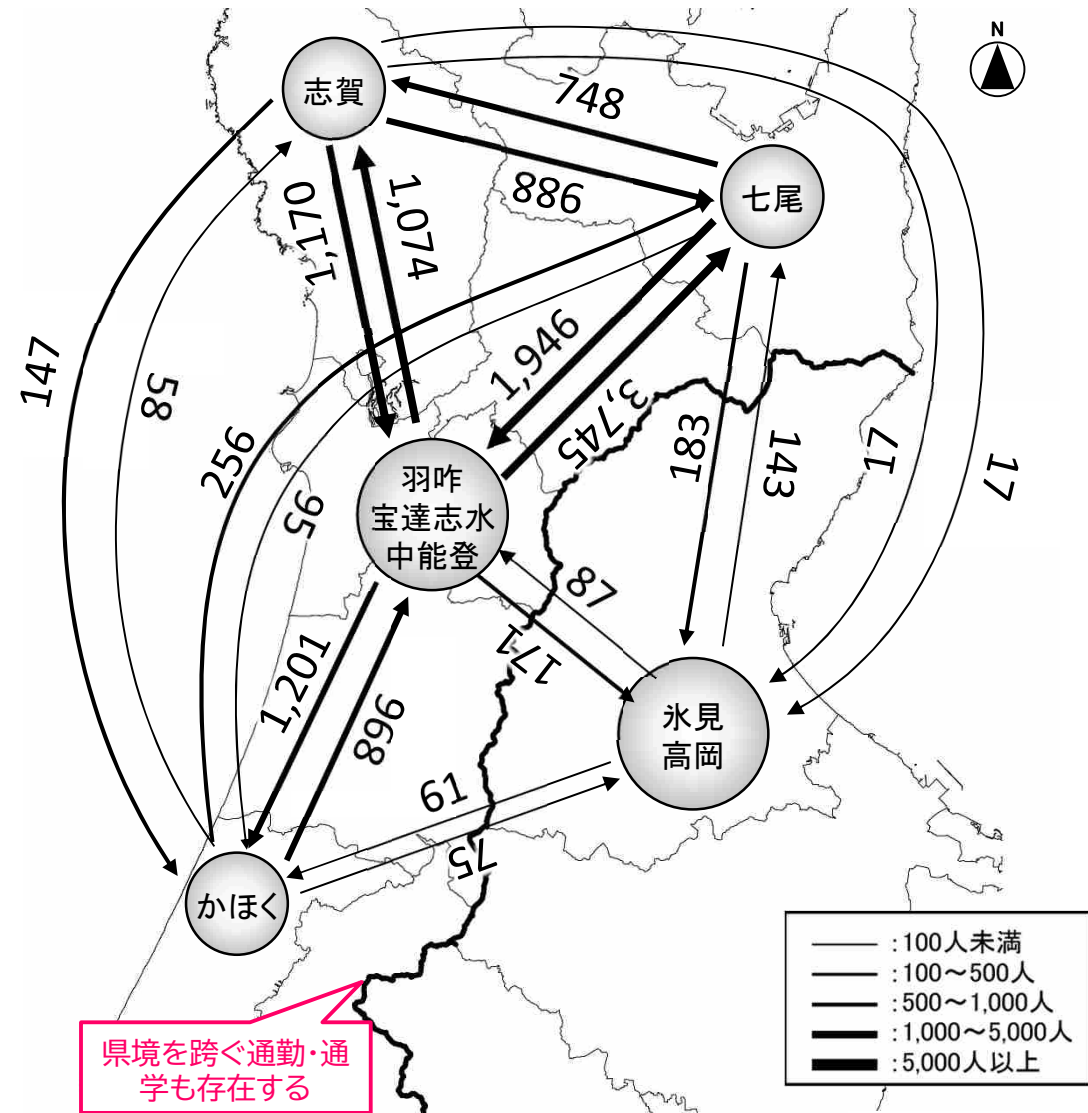 N
志賀
748
七尾
886
1,170
1,074
147
58
256
95
1,946
3,745
183
143
17
17
羽咋
宝達志水
中能登
87
171
1,201
896
氷見
高岡
61
75
かほく
:100人未満
:100～500人
:500～1,000人
:1,000～5,000人
:5,000人以上
県境を跨ぐ通勤・通
学も存在する